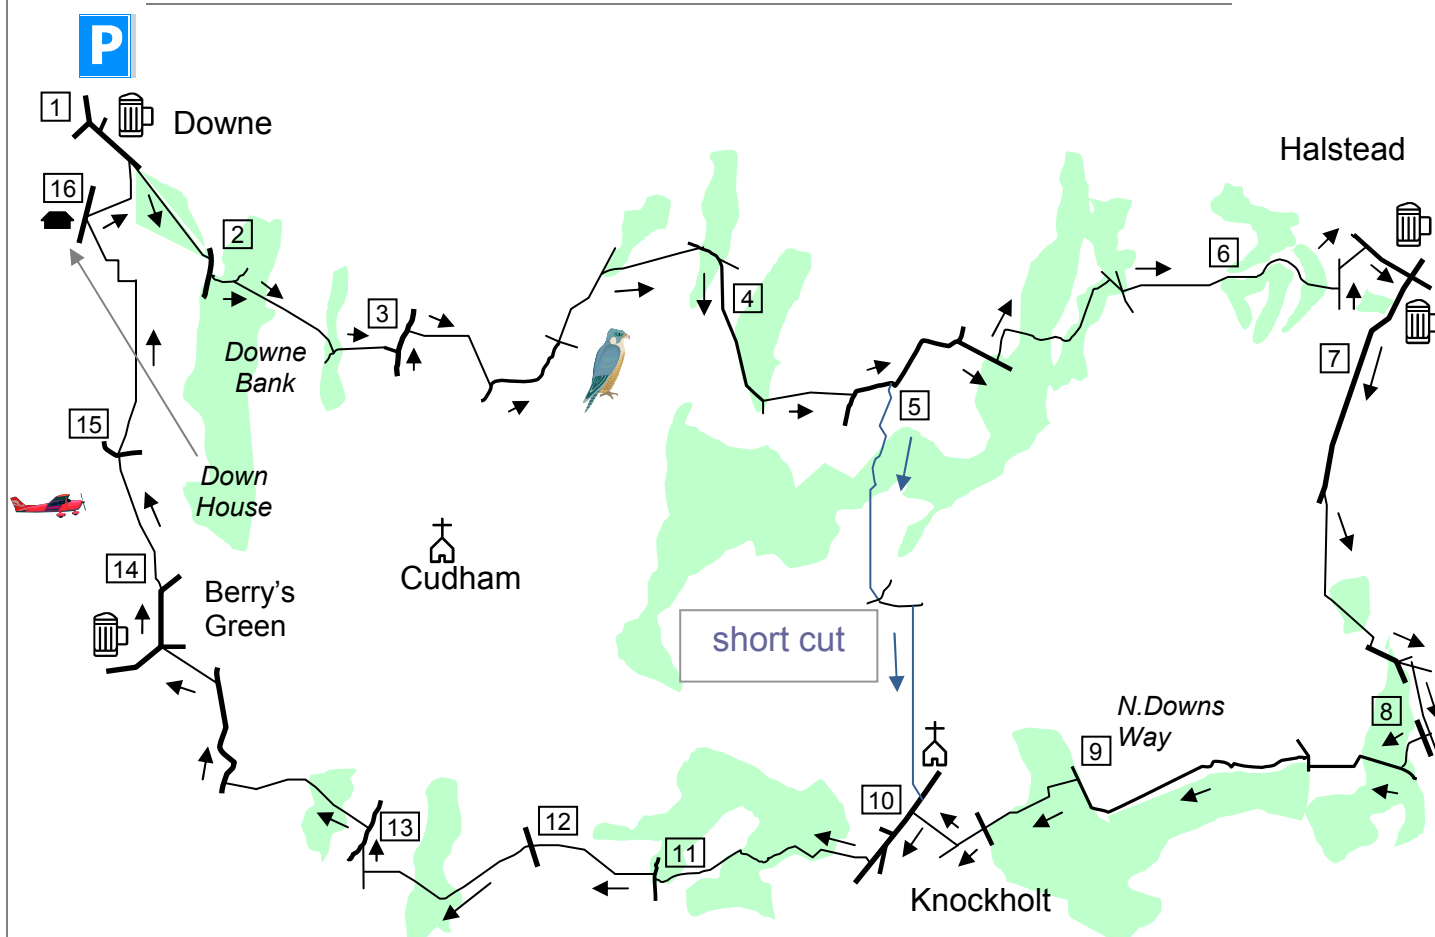 P
1
Downe
Halstead
16
2
6
4
3
Downe
Bank
7
5
15
Down
House
14
Cudham
Berry's
Green
short cut
N.Downs
Way
8
9
10
12
13
11
Knockholt